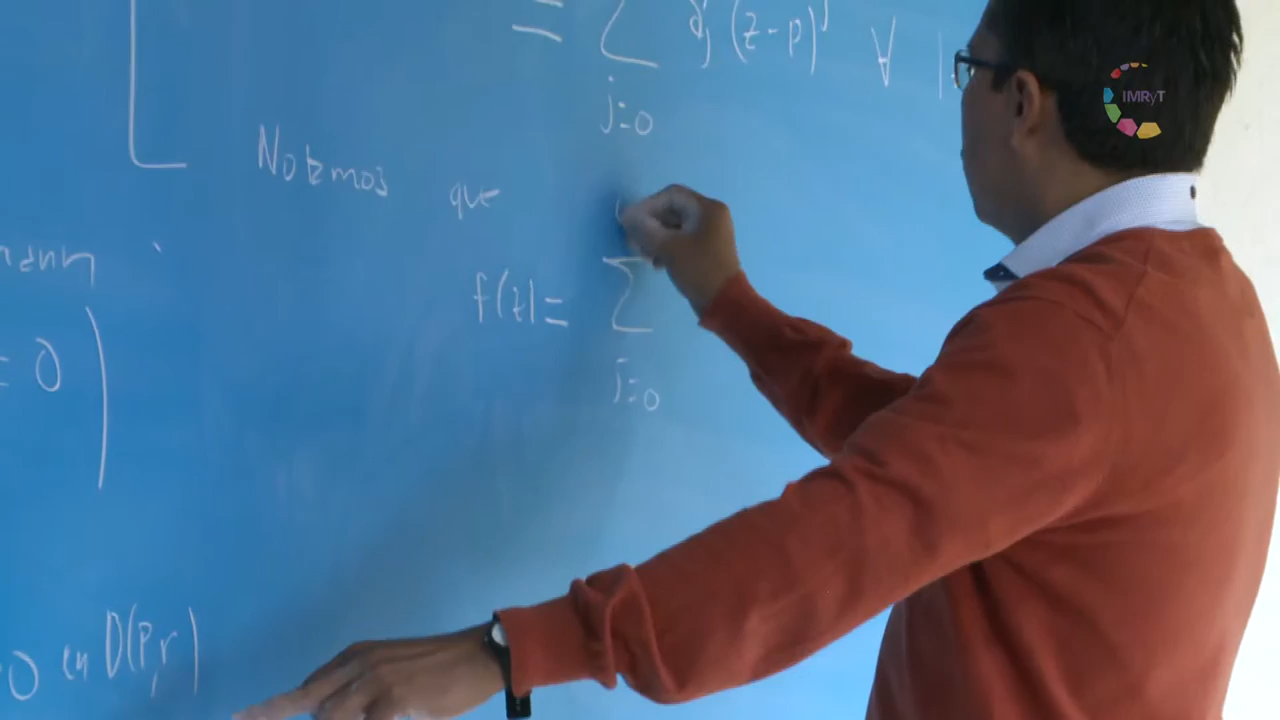 = ∑ j=0 aj (z-p)^j ∀ |
Notemos que
f(z) = ∑ j=0
= 0
=0 en D(p,r)
IMRyT